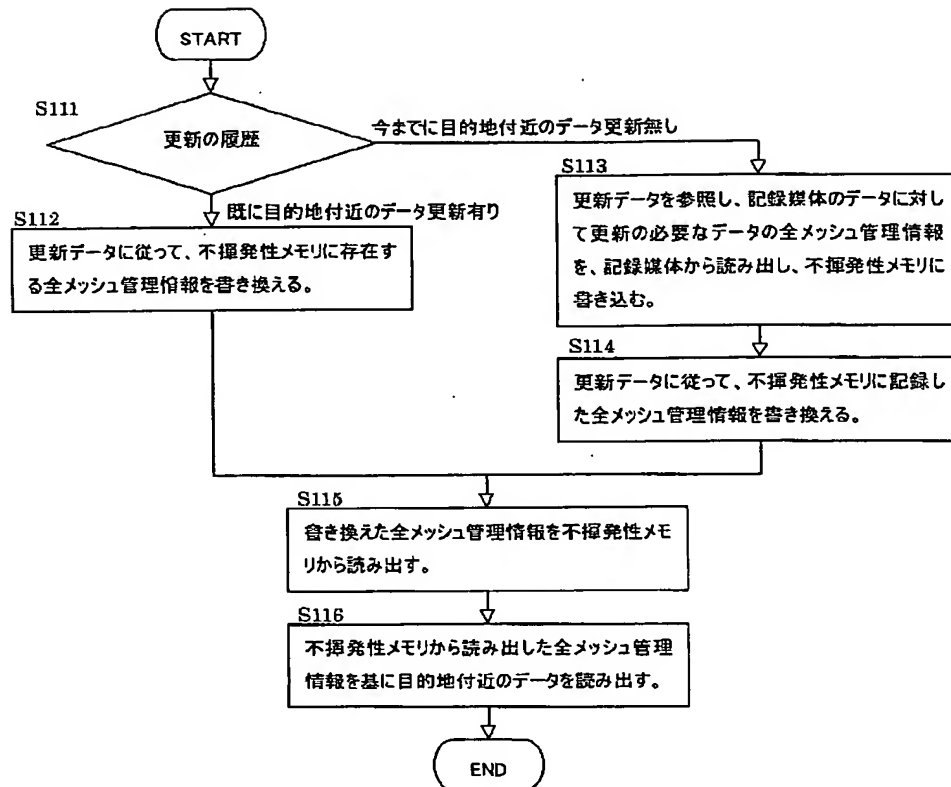 START
S111
更新の履歴
今までに目的地付近のデータ更新無し
S113
更新データを参照し、記録媒体のデータに対し
て更新の必要なデータの全メッシュ管理情報
を、記録媒体から読み出し、不揮発性メモリに
書き込む。
既に目的地付近のデータ更新有り
S112
更新データに従って、不揮発性メモリに存在す
る全メッシュ管理情報を書き換える。
S114
更新データに従って、不揮発性メモリに記録し
た全メッシュ管理情報を書き換える。
S115
書き換えた全メッシュ管理情報を不揮発性メモ
リから読み出す。
S116
不揮発性メモリから読み出した全メッシュ管理
情報を基に目的地付近のデータを読み出す。
END